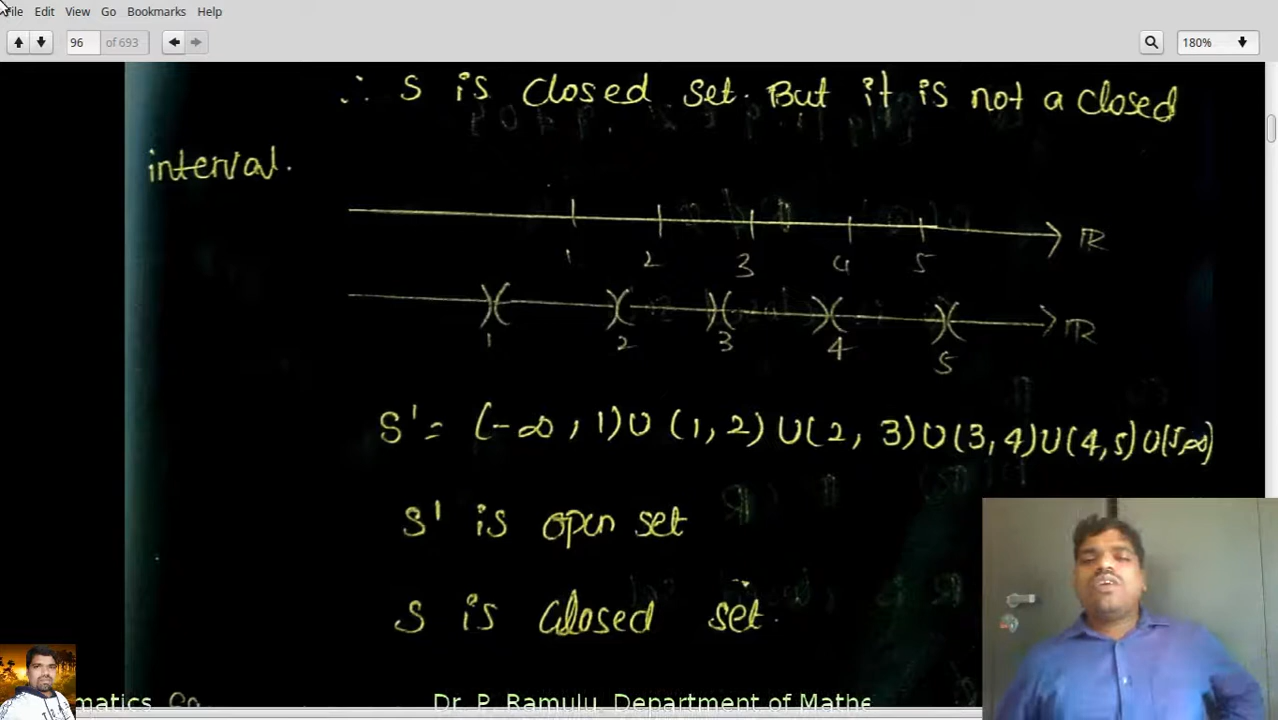 File Edit View Go Bookmarks Help
96 of 693 180%
∴ S is closed set. But it is not a closed
interval.
1 2 3 4 5 ℝ
)( )( )( )( )( ℝ
1 2 3 4 5
S' = (-∞, 1) ∪ (1, 2) ∪ (2, 3) ∪ (3, 4) ∪ (4, 5) ∪ (5, ∞)
S' is open set
S is closed set.
matics, Dr. P. Ramulu, Department of Mathe